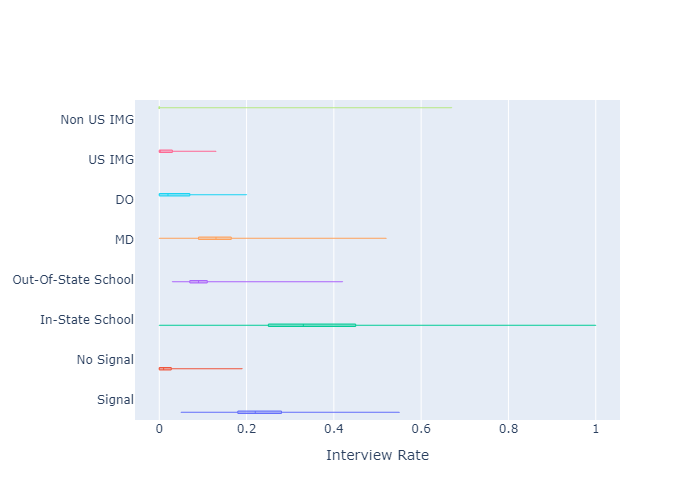 Non US IMG
US IMG
DO
MD
Out-Of-State School
In-State School
No Signal
Signal
0 0.2 0.4 0.6 0.8 1
Interview Rate